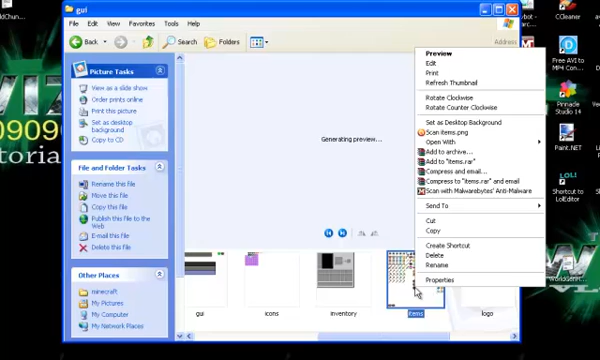 gui
File Edit View Favorites Tools Help
Back Search Folders Address
Picture Tasks
View as a slide show
Order prints online
Print this picture
Set as desktop
background
Copy to CD
File and Folder Tasks
Rename this file
Move this file
Copy this file
Publish this file to the
Web
E-mail this file
Delete this file
Other Places
minecraft
My Pictures
My Computer
My Network Places
Generating preview...
gui icons inventory items logo
Preview
Edit
Print
Refresh Thumbnail
Rotate Clockwise
Rotate Counter Clockwise
Set as Desktop Background
Scan items.png
Open With
Add to archive...
Add to "items.rar"
Compress and email...
Compress to "items.rar" and email
Scan with Malwarebytes' Anti-Malware
Send To
Cut
Copy
Create Shortcut
Delete
Rename
Properties
CCleaner
Free AVI to
MP4 Con...
Pinnacle
Studio 14
Paint.NET
LOL!
Shortcut to
LolEditor
0909
toria